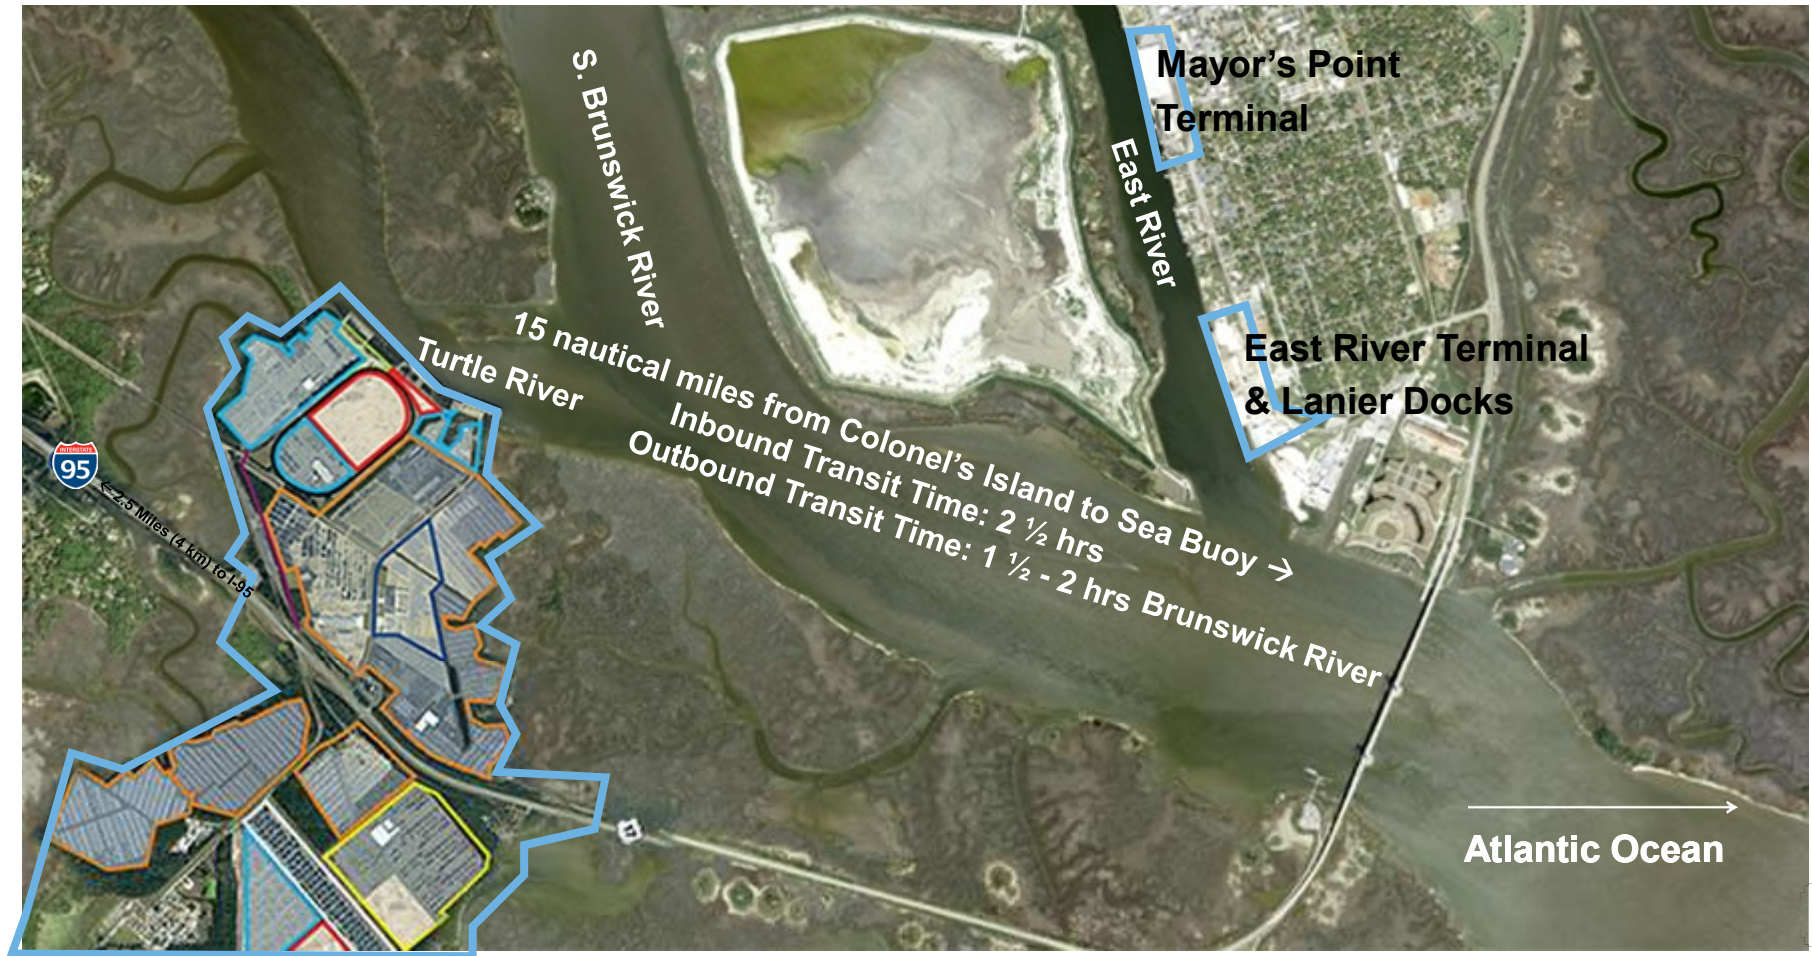 Mayor's Point
Terminal
S. Brunswick River
East River
East River Terminal
& Lanier Docks
Turtle River
15 nautical miles from Colonel's Island to Sea Buoy →
Inbound Transit Time: 2 ½ hrs
Outbound Transit Time: 1 ½ - 2 hrs
Brunswick River
INTERSTATE
95
← 2.5 Miles (4 km) to I-95
17
Atlantic Ocean